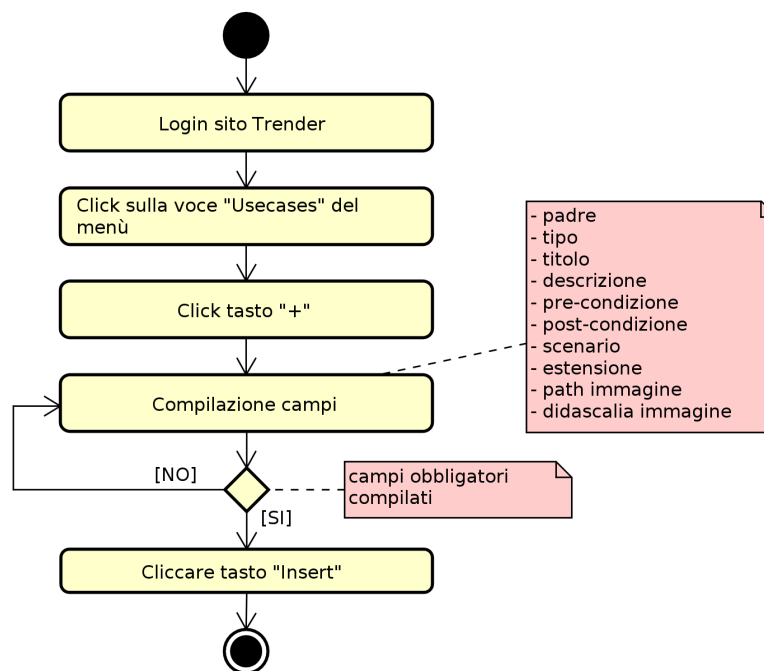 Login sito Trender
Click sulla voce "Usecases" del
menù
Click tasto "+"
- padre
- tipo
- titolo
- descrizione
- pre-condizione
- post-condizione
- scenario
- estensione
- path immagine
- didascalia immagine
Compilazione campi
[NO]
campi obbligatori
compilati
[SI]
Cliccare tasto "Insert"